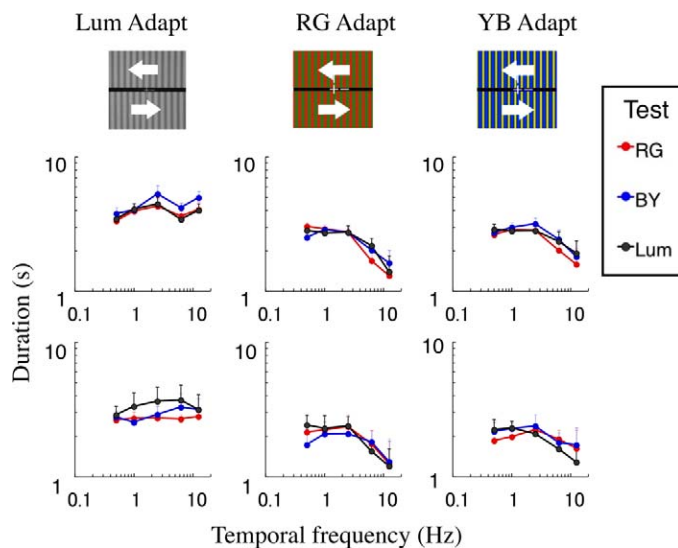 Lum Adapt RG Adapt YB Adapt
Test
RG
BY
Lum
10 10 10
1 1 1
0.1 1 10 0.1 1 10 0.1 1 10
Duration (s)
10 10 10
1 1 1
0.1 1 10 0.1 1 10 0.1 1 10
Temporal frequency (Hz)